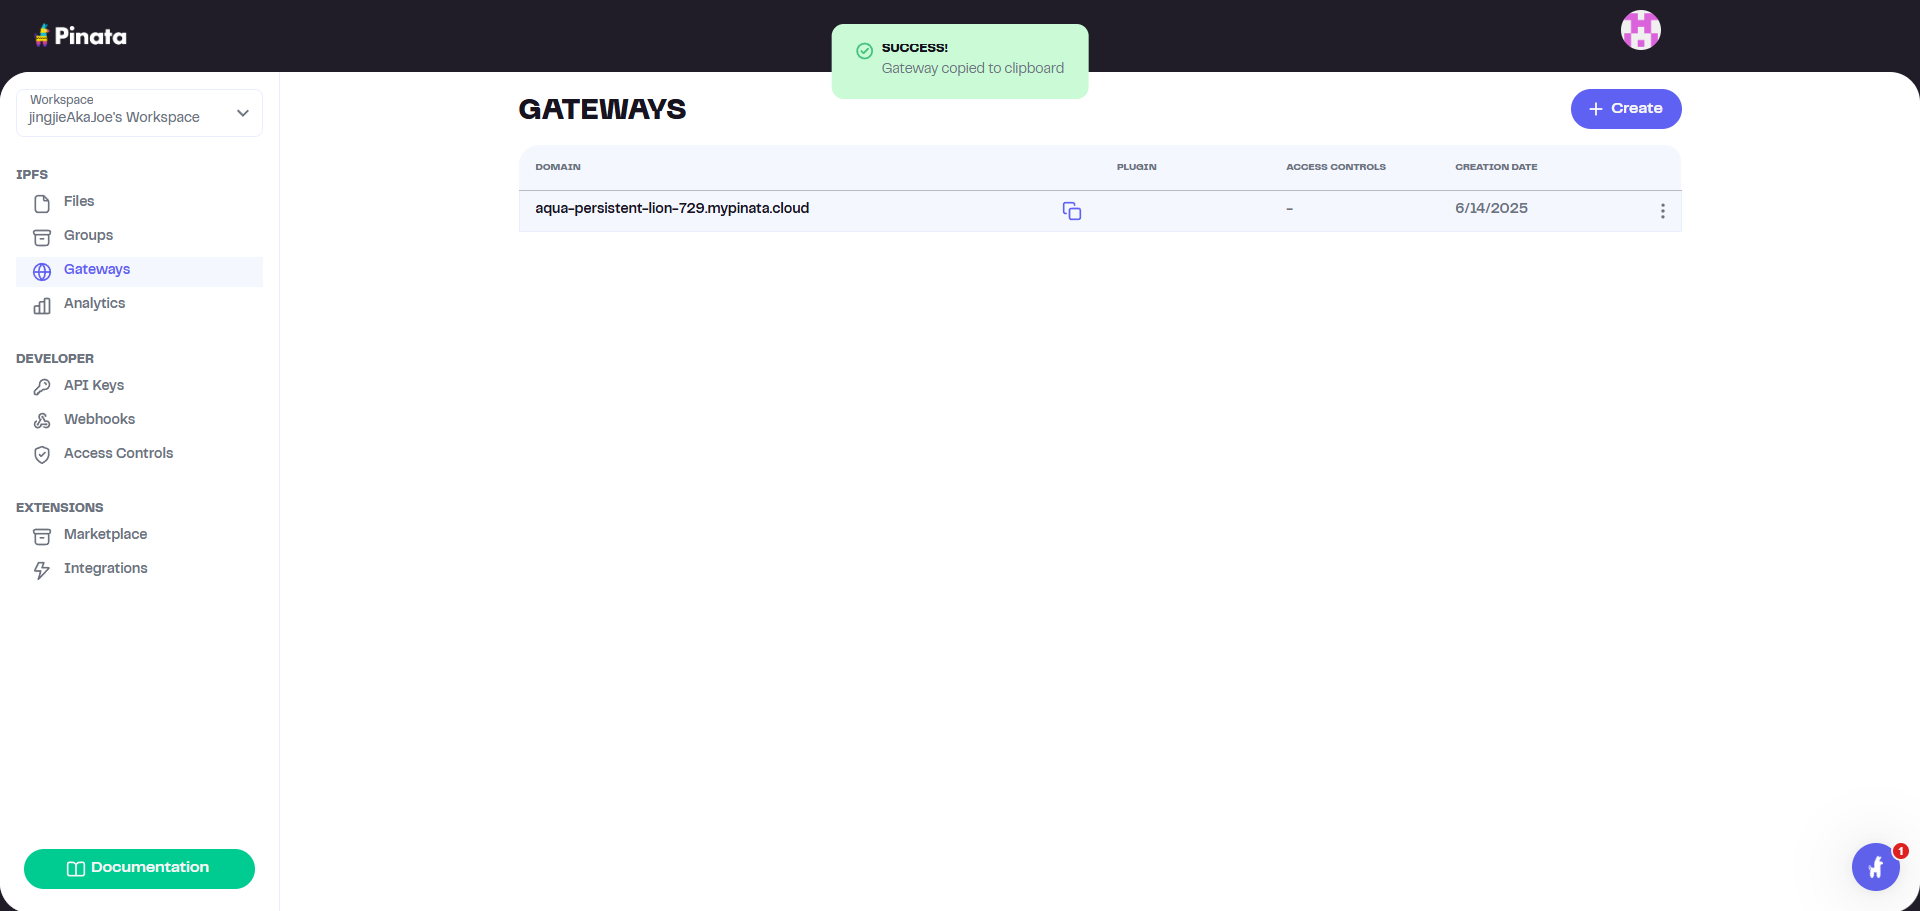 Pinata
SUCCESS!
Gateway copied to clipboard
Workspace
jingjieAkaJoe's Workspace
IPFS
Files
Groups
Gateways
Analytics
DEVELOPER
API Keys
Webhooks
Access Controls
EXTENSIONS
Marketplace
Integrations
Documentation
GATEWAYS
Create
DOMAIN PLUGIN ACCESS CONTROLS CREATION DATE
aqua-persistent-lion-729.mypinata.cloud - 6/14/2025
1